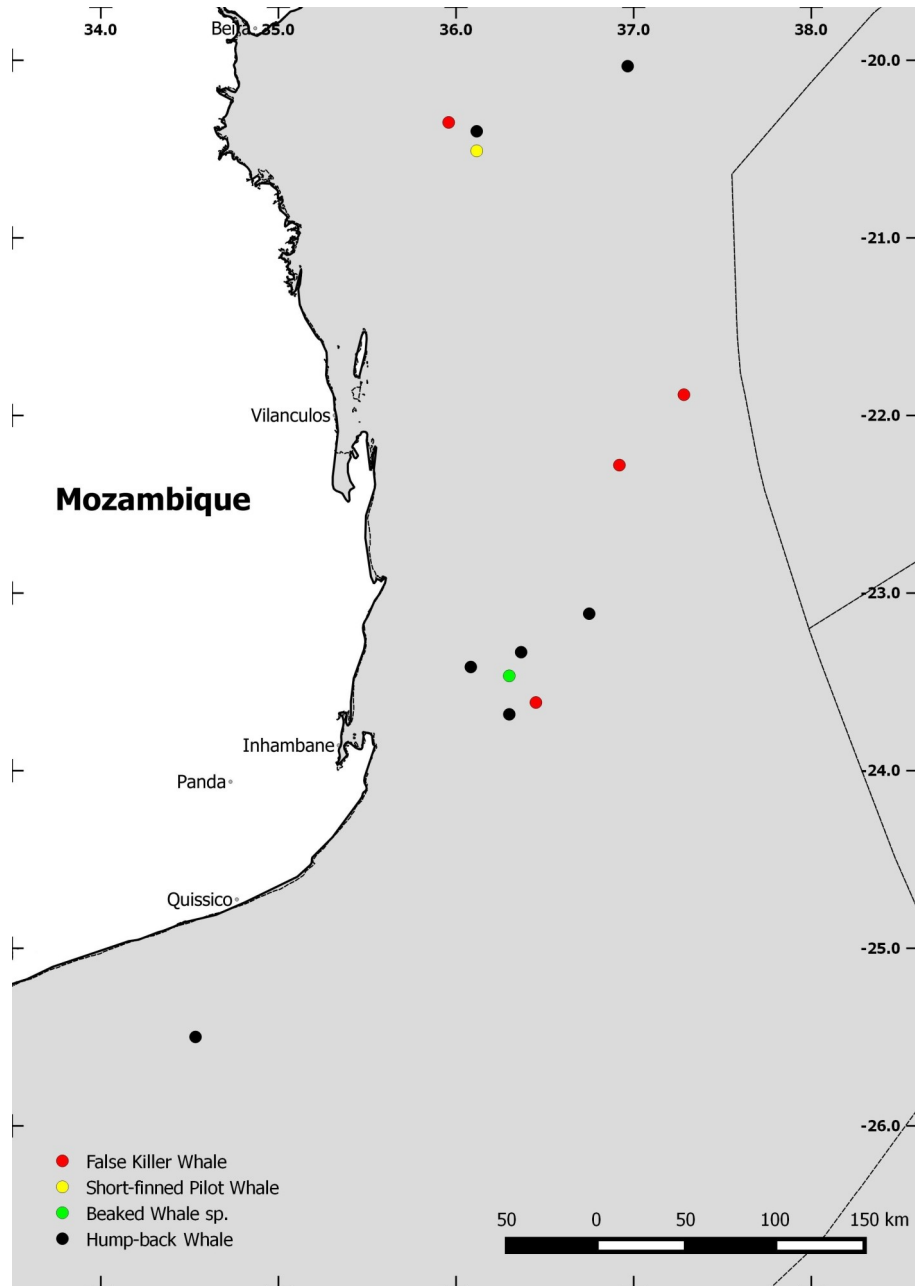 34.0 35.0 36.0 37.0 38.0
Beira
-20.0
-21.0
-22.0
Vilanculos
Mozambique
-23.0
Inhambane
-24.0
Panda
Quissico
-25.0
-26.0
False Killer Whale
Short-finned Pilot Whale
Beaked Whale sp.
Hump-back Whale
50 0 50 100 150 km